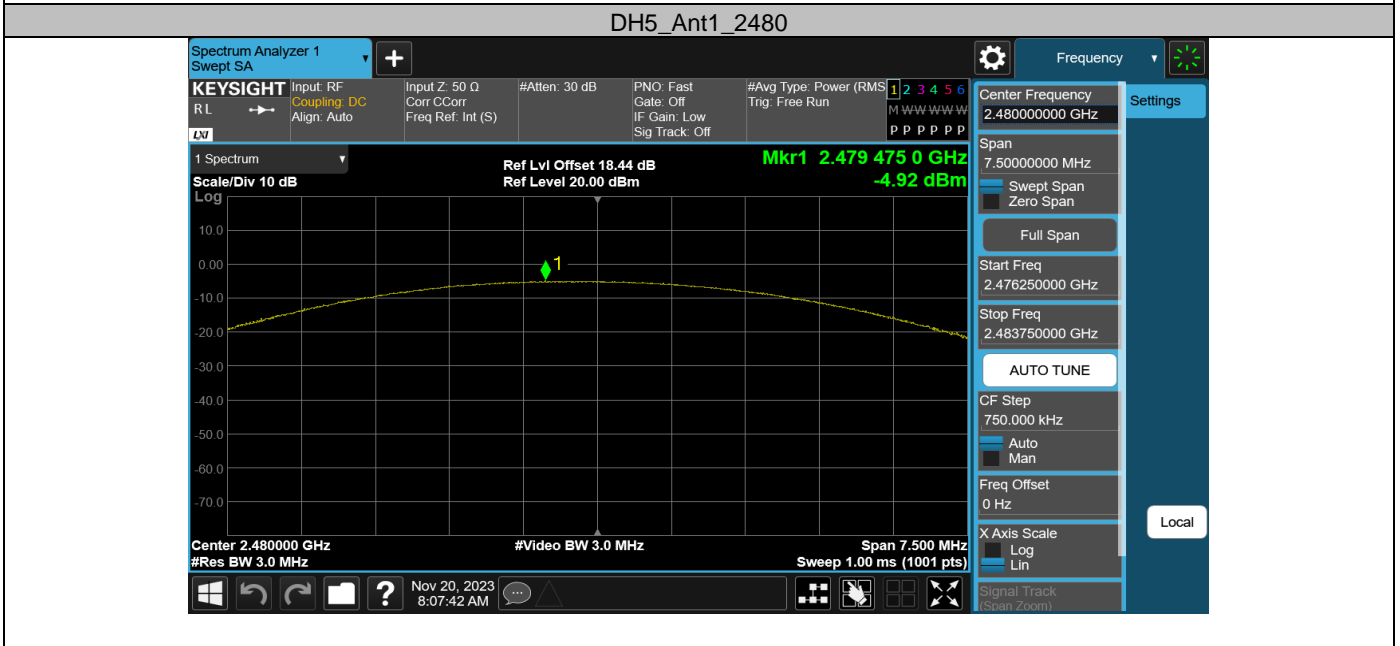 DH5_Ant1_2480
Spectrum Analyzer 1
Swept SA
Frequency
KEYSIGHT
R L
LXI
Input: RF
Coupling: DC
Align: Auto
Input Z: 50 Ω
Corr CCorr
Freq Ref: Int (S)
#Atten: 30 dB
PNO: Fast
Gate: Off
IF Gain: Low
Sig Track: Off
#Avg Type: Power (RMS
Trig: Free Run
1 2 3 4 5 6
M W W W W W
P P P P P P
1 Spectrum
Scale/Div 10 dB
Ref Lvl Offset 18.44 dB
Ref Level 20.00 dBm
Mkr1 2.479 475 0 GHz
-4.92 dBm
Log
10.0
0.00
-10.0
-20.0
-30.0
-40.0
-50.0
-60.0
-70.0
1
Center 2.480000 GHz
#Res BW 3.0 MHz
#Video BW 3.0 MHz
Span 7.500 MHz
Sweep 1.00 ms (1001 pts)
Nov 20, 2023
8:07:42 AM
Center Frequency
2.480000000 GHz
Span
7.50000000 MHz
Swept Span
Zero Span
Full Span
Start Freq
2.476250000 GHz
Stop Freq
2.483750000 GHz
AUTO TUNE
CF Step
750.000 kHz
Auto
Man
Freq Offset
0 Hz
X Axis Scale
Log
Lin
Signal Track
(Span Zoom)
Settings
Local